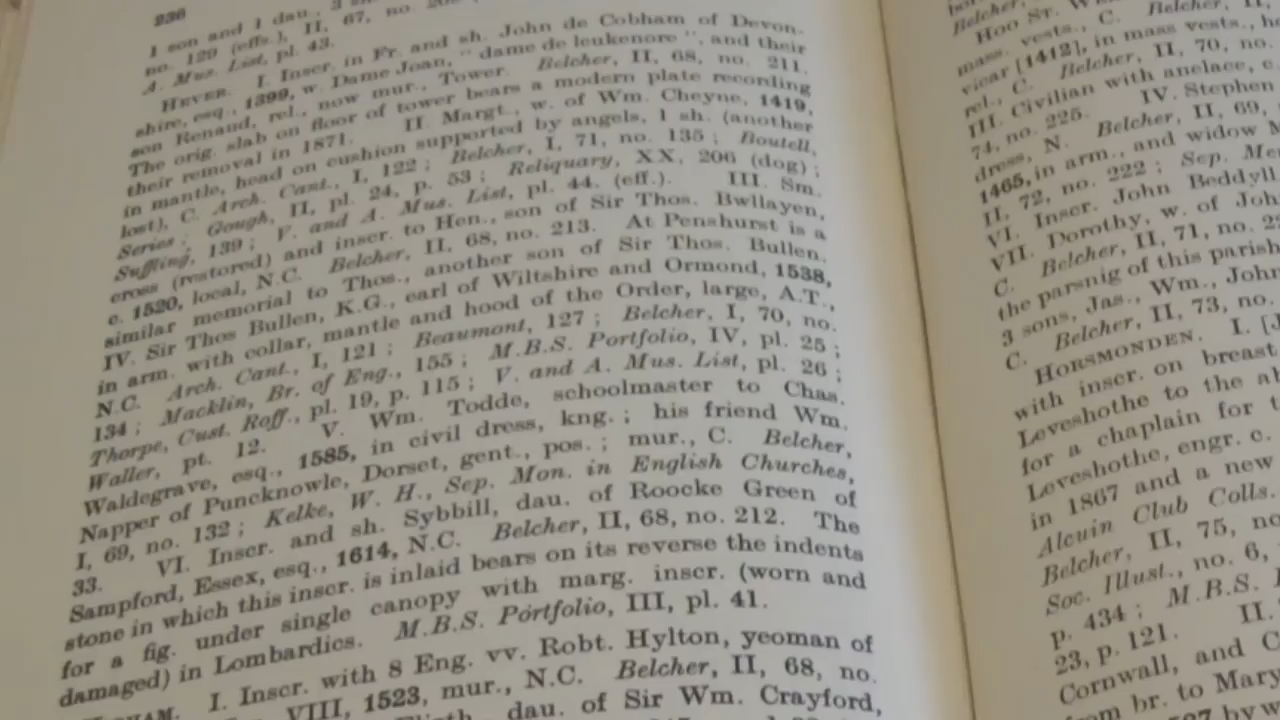 236
1 son and 1 dau., 3
no. 129 (effs.), II, 67, no.
A. Mus. List, pl. 43.
HEVER. I. Inscr. in Fr. and sh. John de Cobham of Devon-
shire, esq., 1399, w. Dame Joan, "dame de leukenore", and their
son Renaud, rel., now mur., Tower. Belcher, II, 68, no. 211.
The orig. slab on floor of tower bears a modern plate recording
their removal in 1871. II. Margt., w. of Wm. Cheyne, 1419,
in mantle, head on cushion supported by angels, 1 sh. (another
lost), C. Arch. Cant., I, 122; Belcher, I, 71, no. 135; Boutell,
Series; Gough, II, pl. 24, p. 53; Reliquary, XX, 206 (dog);
Suffling, 139; V. and A. Mus. List, pl. 44. (eff.). III. Sm.
cross (restored) and inscr. to Hen., son of Sir Thos. Bwllayen,
c. 1520, local, N.C. Belcher, II, 68, no. 213. At Penshurst is a
similar memorial to Thos., another son of Sir Thos. Bullen.
IV. Sir Thos Bullen, K.G., earl of Wiltshire and Ormond, 1538,
in arm. with collar, mantle and hood of the Order, large, A.T.,
N.C. Arch. Cant., I, 121; Beaumont, 127; Belcher, I, 70, no.
134; Macklin, Br. of Eng., 155; M.B.S. Portfolio, IV, pl. 25;
Thorpe, Cust. Roff., pl. 19, p. 115; V. and A. Mus. List, pl. 26;
Waller, pt. 12. V. Wm. Todde, schoolmaster to Chas.
Waldegrave, esq., 1585, in civil dress, kng.; his friend Wm.
Napper of Puncknowle, Dorset, gent., pos.; mur., C. Belcher,
I, 69, no. 132; Kelke, W. H., Sep. Mon. in English Churches,
33. VI. Inscr. and sh. Sybbill, dau. of Roocke Green of
Sampford, Essex, esq., 1614, N.C. Belcher, II, 68, no. 212. The
stone in which this inscr. is inlaid bears on its reverse the indents
for a fig. under single canopy with marg. inscr. (worn and
damaged) in Lombardics. M.B.S. Portfolio, III, pl. 41.
I. Inscr. with 8 Eng. vv. Robt. Hylton, yeoman of
VIII, 1523, mur., N.C. Belcher, II, 68, no.
dau. of Sir Wm. Crayford,
Belcher,
HOO ST.
mass. vests., C. Belcher, II,
vicar [1412], in mass vests.,
rel., C. Belcher, II, 70, no.
III. Civilian with anelace, c.
74, no. 225. IV. Stephen
dress, N. Belcher, II, 69,
1465, in arm., and widow
II, 72, no. 222; Sep.
VI. Inscr. John Beddyll
VII. Dorothy, w. of
C. Belcher, II, 71, no.
the parsnig of this parish
3 sons, Jas., Wm., John
C. Belcher, II, 73, no.
HORSMONDEN. I.
with inscr. on breast
Loveshothe to the
for a chaplain for
Loveshothe, engr. c.
in 1867 and a new
Alcuin Club Colls.
Belcher, II, 75,
Soc. Illust., no. 6,
p. 434; M.B.S.
23, p. 121. II.
Cornwall, and
from br. to Mary
by